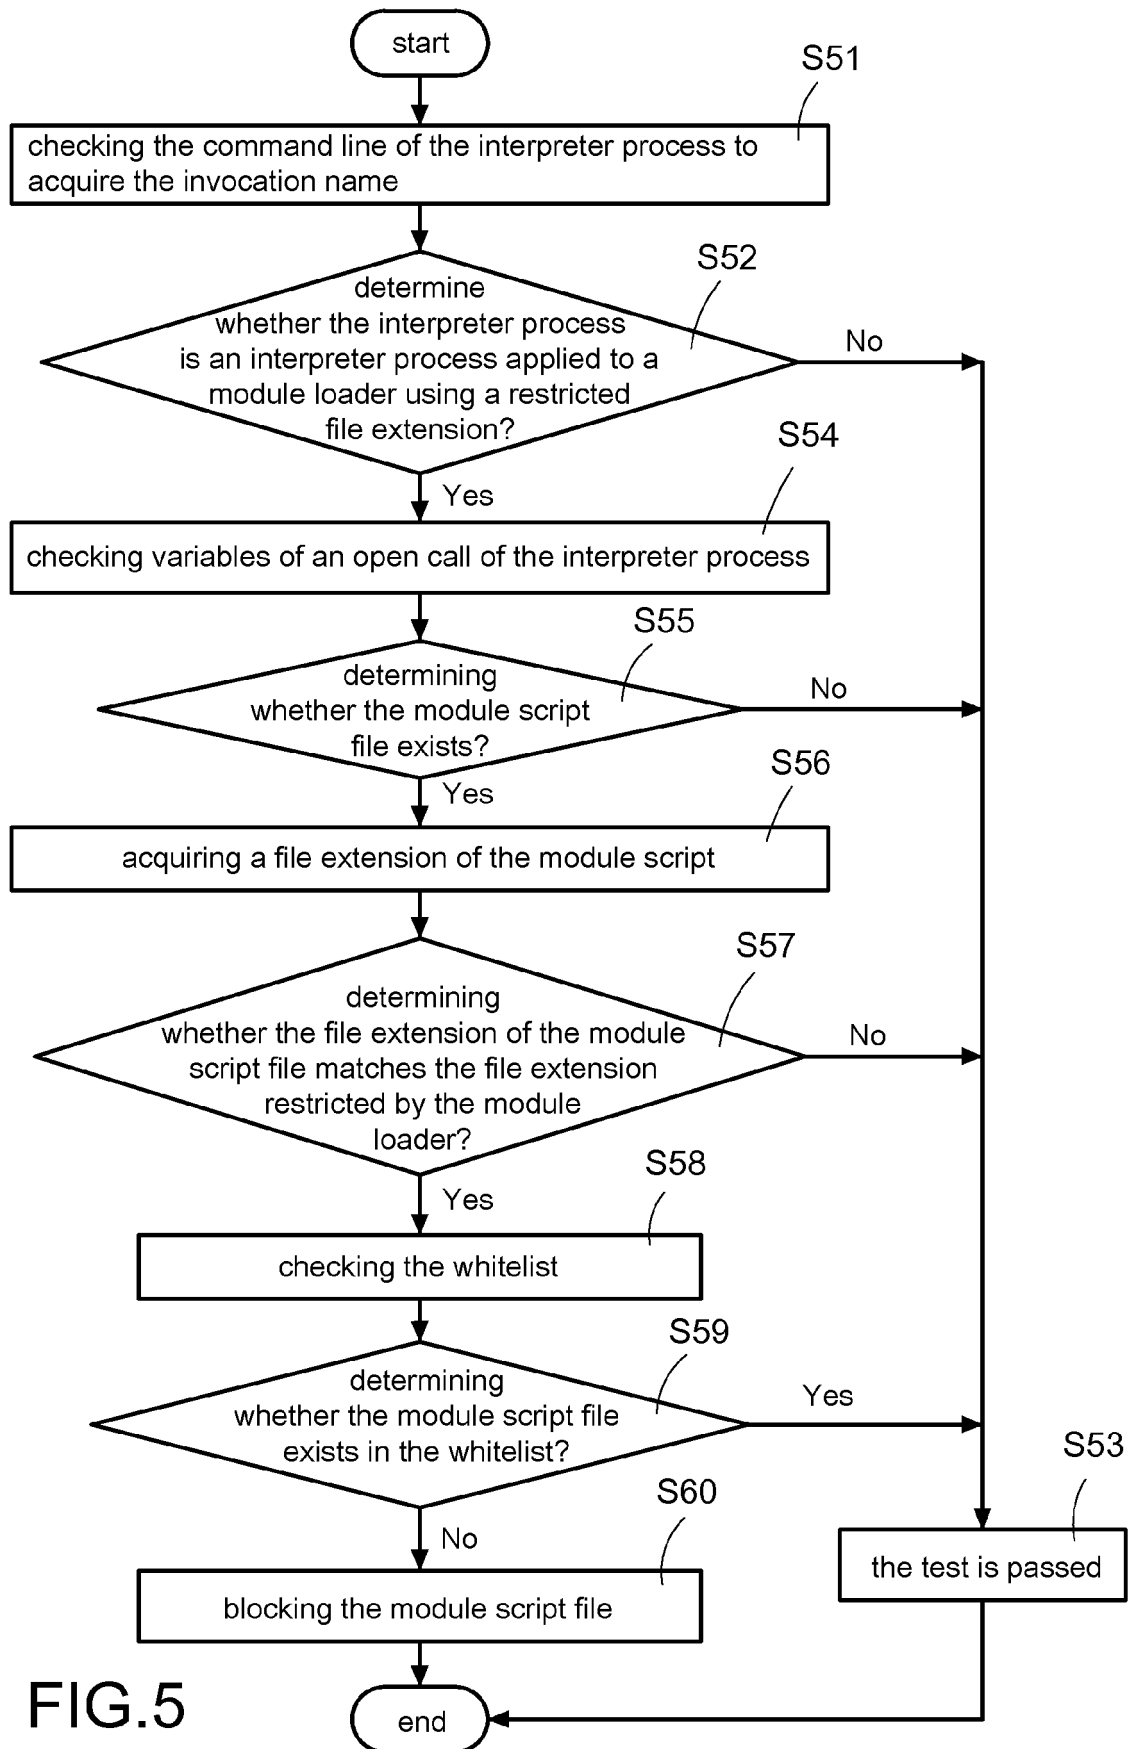 start
S51
checking the command line of the interpreter process to
acquire the invocation name
S52
determine
whether the interpreter process
is an interpreter process applied to a
module loader using a restricted
file extension?
No
S54
Yes
checking variables of an open call of the interpreter process
S55
determining
whether the module script
file exists?
No
S56
Yes
acquiring a file extension of the module script
S57
determining
whether the file extension of the module
script file matches the file extension
restricted by the module
loader?
No
S58
Yes
checking the whitelist
S59
determining
whether the module script file
exists in the whitelist?
Yes
S53
S60
No
the test is passed
blocking the module script file
FIG.5
end